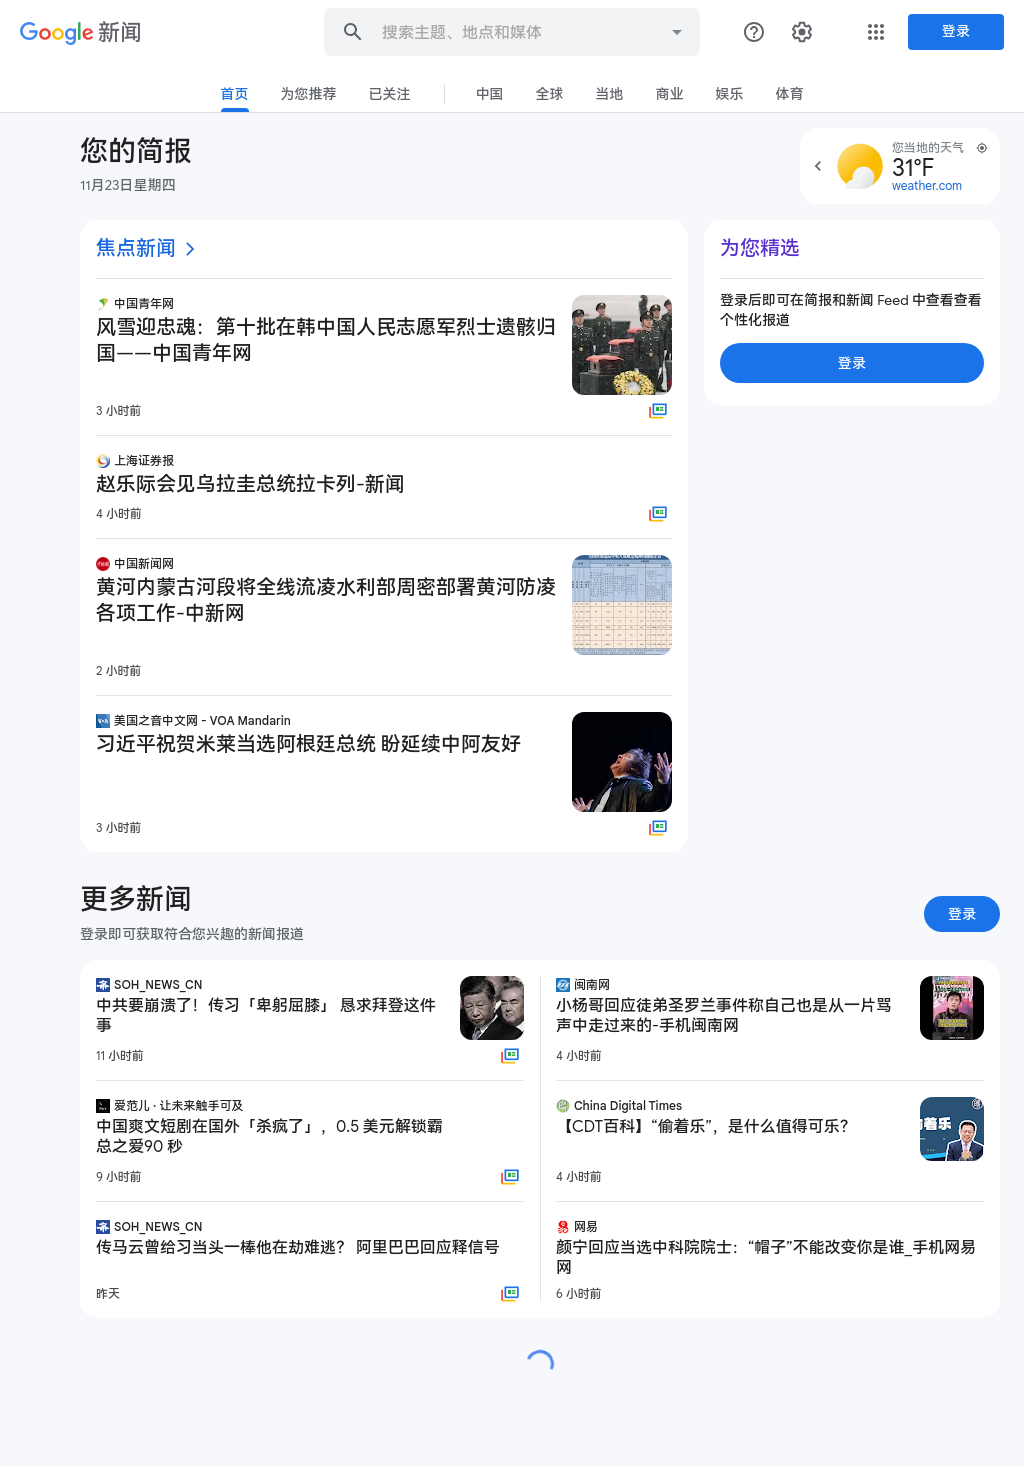 Google 新闻
搜索主题、地点和媒体
登录
首页
为您推荐
已关注
中国
全球
当地
商业
娱乐
体育
您的简报
11月23日星期四
您当地的天气
31°F
weather.com
焦点新闻
中国青年网
风雪迎忠魂：第十批在韩中国人民志愿军烈士遗骸归
国——中国青年网
3 小时前
上海证券报
赵乐际会见乌拉圭总统拉卡列-新闻
4 小时前
中国新闻网
黄河内蒙古河段将全线流凌水利部周密部署黄河防凌
各项工作-中新网
2 小时前
VOA
美国之音中文网 - VOA Mandarin
习近平祝贺米莱当选阿根廷总统 盼延续中阿友好
3 小时前
为您精选
登录后即可在简报和新闻 Feed 中查看查看
个性化报道
登录
更多新闻
登录即可获取符合您兴趣的新闻报道
登录
SOH_NEWS_CN
中共要崩溃了！传习「卑躬屈膝」 恳求拜登这件
事
11 小时前
爱范儿 · 让未来触手可及
中国爽文短剧在国外「杀疯了」，0.5 美元解锁霸
总之爱90 秒
9 小时前
SOH_NEWS_CN
传马云曾给习当头一棒他在劫难逃？ 阿里巴巴回应释信号
昨天
闽南网
小杨哥回应徒弟圣罗兰事件称自己也是从一片骂
声中走过来的-手机闽南网
4 小时前
China Digital Times
【CDT百科】“偷着乐”，是什么值得可乐？
着乐
4 小时前
网易
颜宁回应当选中科院院士：“帽子”不能改变你是谁_手机网易
网
6 小时前